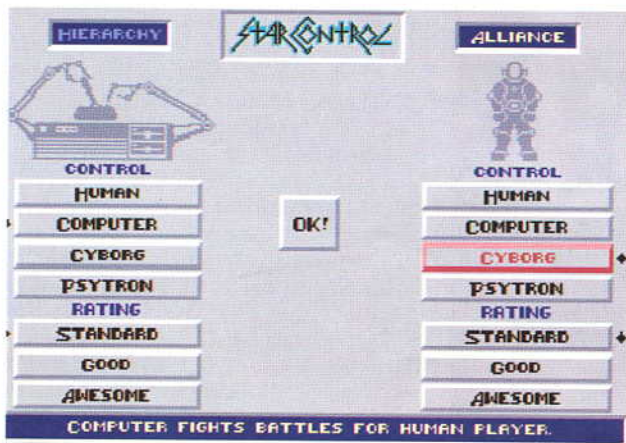 HIERARCHY
STARCONTROL
ALLIANCE
CONTROL
HUMAN
COMPUTER
CYBORG
PSYTRON
RATING
STANDARD
GOOD
AWESOME
OK!
CONTROL
HUMAN
COMPUTER
CYBORG
PSYTRON
RATING
STANDARD
GOOD
AWESOME
COMPUTER FIGHTS BATTLES FOR HUMAN PLAYER.